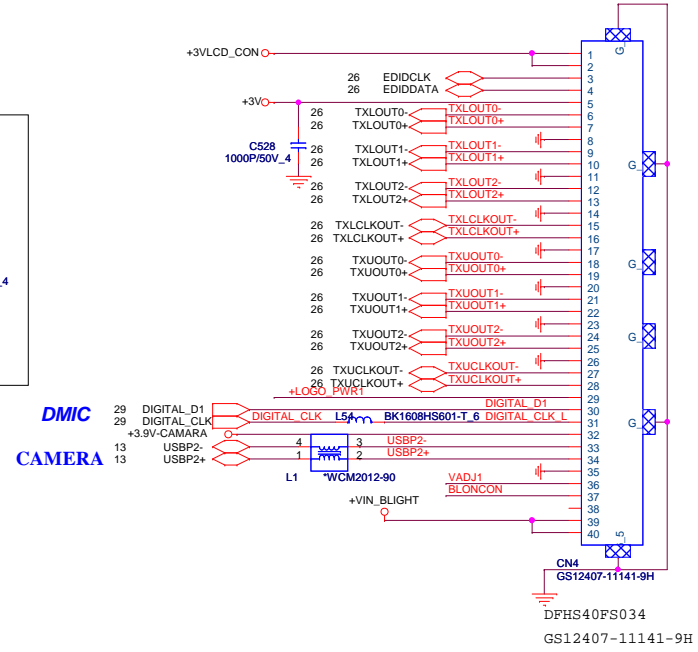 G_
+3VLCD_CON
1
2
26 EDIDCLK 3
26 EDIDDATA 4
+3V 5
26 TXLOUT0- TXLOUT0- 6
26 TXLOUT0+ TXLOUT0+ 7
8
C528
1000P/50V_4
26 TXLOUT1- TXLOUT1- 9
26 TXLOUT1+ TXLOUT1+ 10
G_
11
26 TXLOUT2- TXLOUT2- 12
26 TXLOUT2+ TXLOUT2+ 13
14
26 TXLCLKOUT- TXLCLKOUT- 15
26 TXLCLKOUT+ TXLCLKOUT+ 16
17
26 TXUOUT0- TXUOUT0- 18
G_
26 TXUOUT0+ TXUOUT0+ 19
_4
20
26 TXUOUT1- TXUOUT1- 21
26 TXUOUT1+ TXUOUT1+ 22
23
26 TXUOUT2- TXUOUT2- 24
G_
26 TXUOUT2+ TXUOUT2+ 25
26
26 TXUCLKOUT- TXUCLKOUT- 27
26 TXUCLKOUT+ TXUCLKOUT+ 28
+LOGO_PWR1 29
DMIC 29 DIGITAL_D1 DIGITAL_D1 30
29 DIGITAL_CLK DIGITAL_CLK L54 BK1608HS601-T_6 DIGITAL_CLK_L 31
G_
+3.9V-CAMARA 32
CAMERA 13 USBP2- 4 3 USBP2- 33
13 USBP2+ 1 2 USBP2+ 34
35
L1 *WCM2012-90
VADJ1 36
BLONCON 37
+VIN_BLIGHT
38
39
40
G_5
CN4
GS12407-11141-9H
DFHS40FS034
GS12407-11141-9H